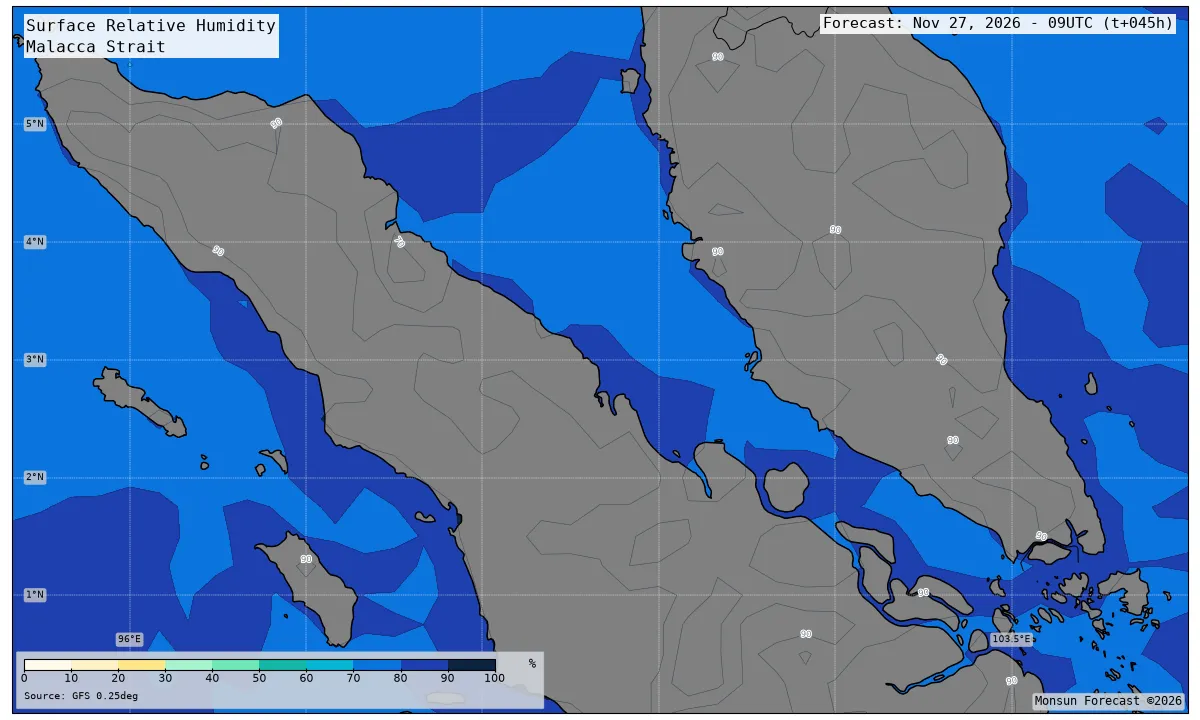 Surface Relative Humidity
Malacca Strait
Forecast: Nov 27, 2026 - 09UTC (t+045h)
90
90
5°N
90
4°N
70
90
90
90
3°N
90
90
2°N
90
90
1°N
90
96°E
90
103.5°E
90
%
0 10 20 30 40 50 60 70 80 90 100
Source: GFS 0.25deg
Monsun Forecast ©2026